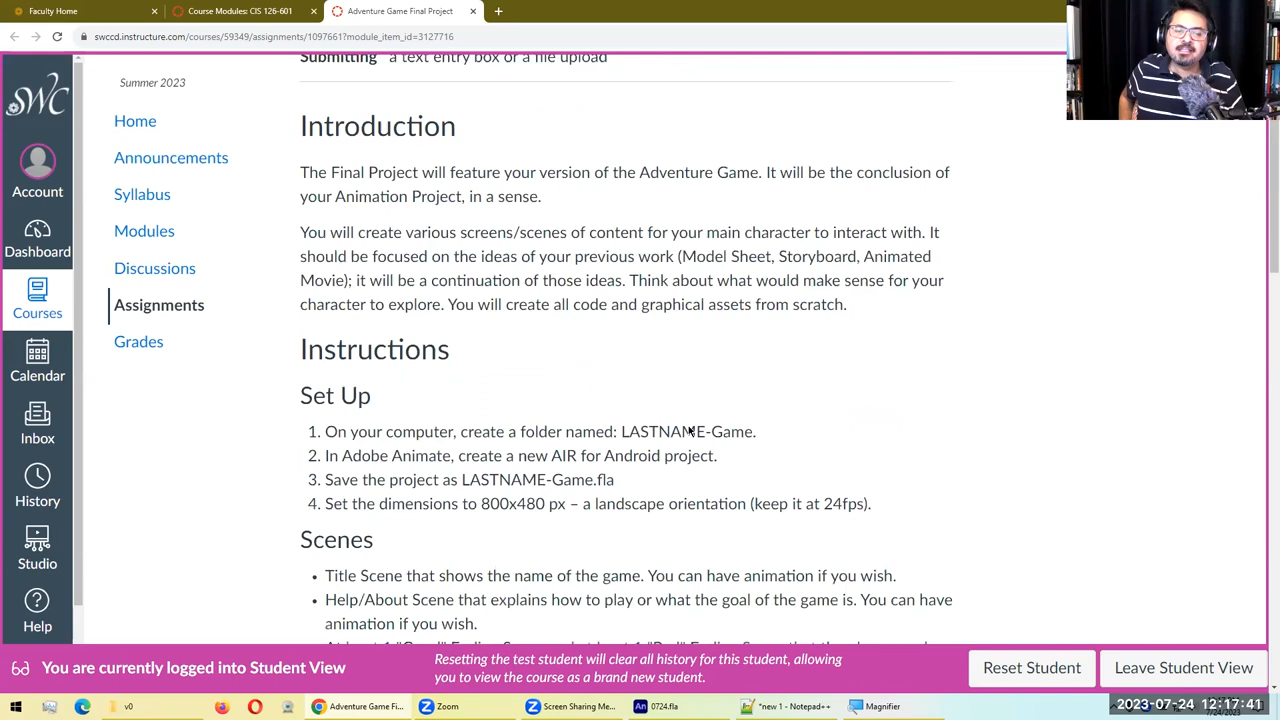 Faculty Home
Course Modules: CIS 126-601
Adventure Game Final Project
swccd.instructure.com/courses/59349/assignments/1097661?module_item_id=3127716
Submitting a text entry box or a file upload
SWC
Summer 2023
Home
Announcements
Syllabus
Modules
Discussions
Assignments
Grades
Account
Dashboard
Courses
Calendar
Inbox
History
Studio
Help
Introduction
The Final Project will feature your version of the Adventure Game. It will be the conclusion of
your Animation Project, in a sense.
You will create various screens/scenes of content for your main character to interact with. It
should be focused on the ideas of your previous work (Model Sheet, Storyboard, Animated
Movie); it will be a continuation of those ideas. Think about what would make sense for your
character to explore. You will create all code and graphical assets from scratch.
Instructions
Set Up
1. On your computer, create a folder named: LASTNAME-Game.
2. In Adobe Animate, create a new AIR for Android project.
3. Save the project as LASTNAME-Game.fla
4. Set the dimensions to 800x480 px – a landscape orientation (keep it at 24fps).
Scenes
• Title Scene that shows the name of the game. You can have animation if you wish.
• Help/About Scene that explains how to play or what the goal of the game is. You can have
animation if you wish.
You are currently logged into Student View
Resetting the test student will clear all history for this student, allowing
you to view the course as a brand new student.
Reset Student
Leave Student View
v0
Adventure Game Fi...
Zoom
Screen Sharing Me...
An 0724.fla
*new 1 - Notepad++
Magnifier
2023-07-24 12:17:41